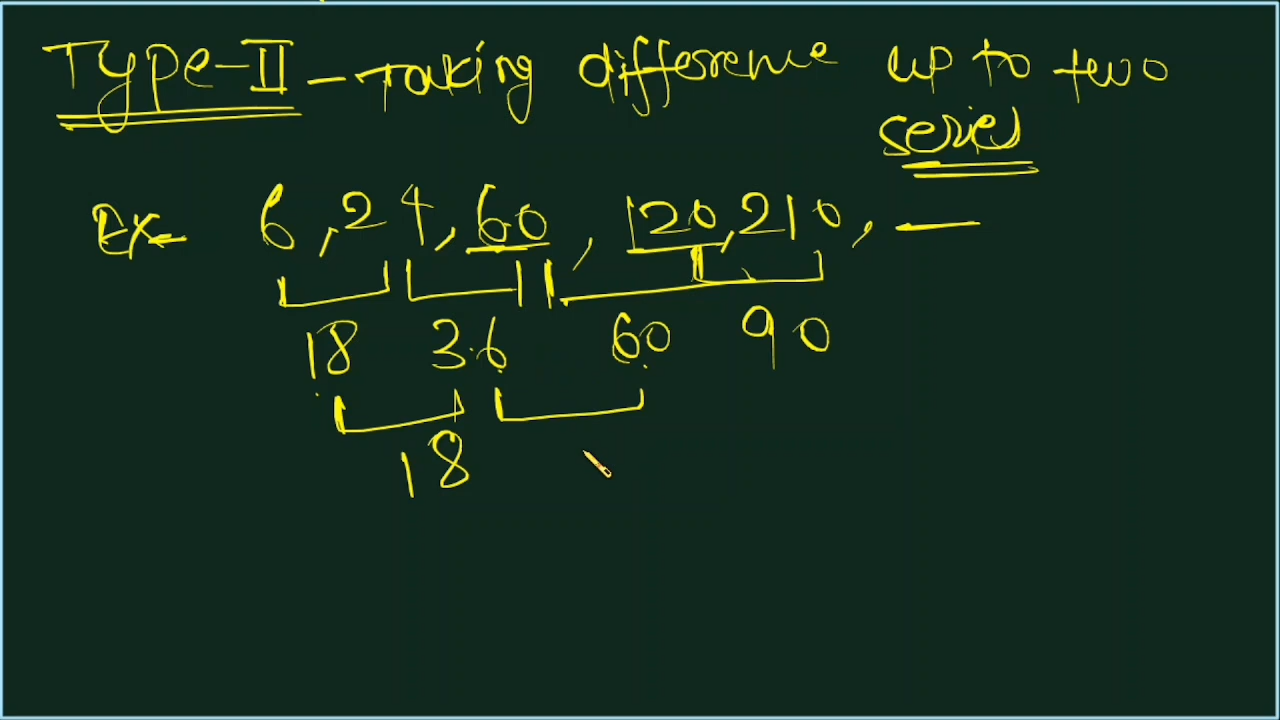 Type-II - Taking difference up to two
series
Ex- 6, 24, 60, 120, 210, —
18 36 60 90
18